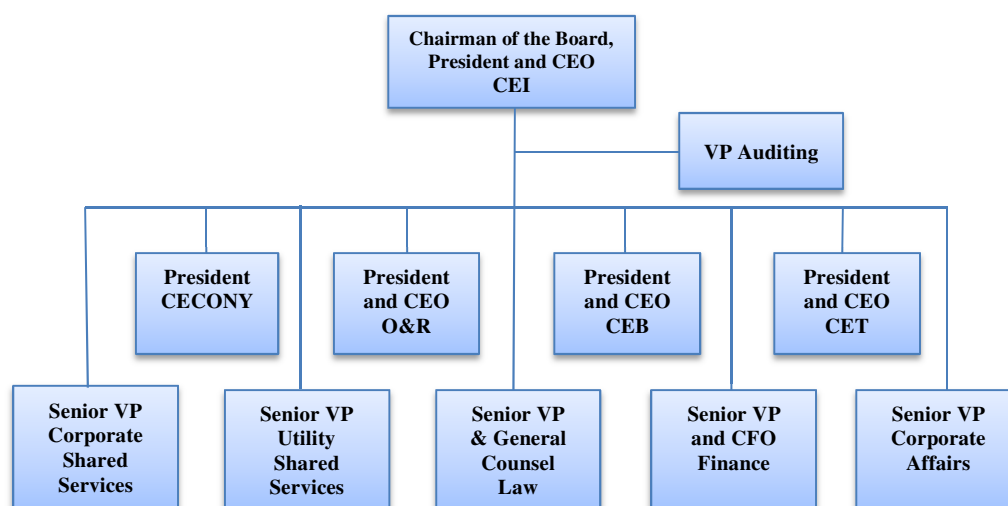 Chairman of the Board,
President and CEO
CEI
VP Auditing
President
CECONY
President
and CEO
O&R
President
and CEO
CEB
President
and CEO
CET
Senior VP
Corporate
Shared
Services
Senior VP
Utility
Shared
Services
Senior VP
& General
Counsel
Law
Senior VP
and CFO
Finance
Senior VP
Corporate
Affairs